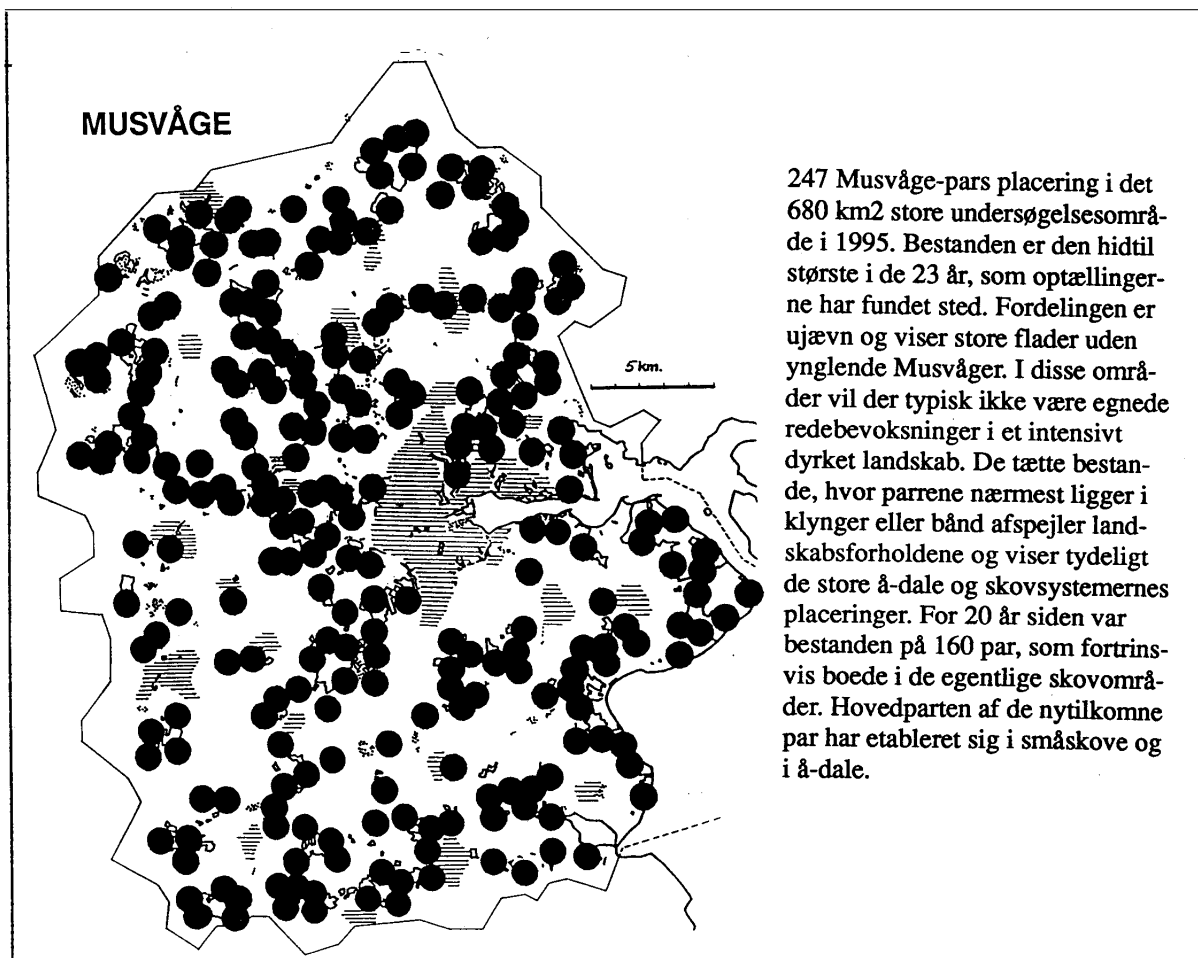 MUSVÅGE
5 km.
247 Musvåge-pars placering i det
680 km2 store undersøgelsesområ-
de i 1995. Bestanden er den hidtil
største i de 23 år, som optællinger-
ne har fundet sted. Fordelingen er
ujævn og viser store flader uden
ynglende Musvåger. I disse områ-
der vil der typisk ikke være egnede
redebevoksninger i et intensivt
dyrket landskab. De tætte bestan-
de, hvor parrene nærmest ligger i
klynger eller bånd afspejler land-
skabsforholdene og viser tydeligt
de store å-dale og skovsystemernes
placeringer. For 20 år siden var
bestanden på 160 par, som fortrins-
vis boede i de egentlige skovområ-
der. Hovedparten af de nytilkomne
par har etableret sig i småskove og
i å-dale.